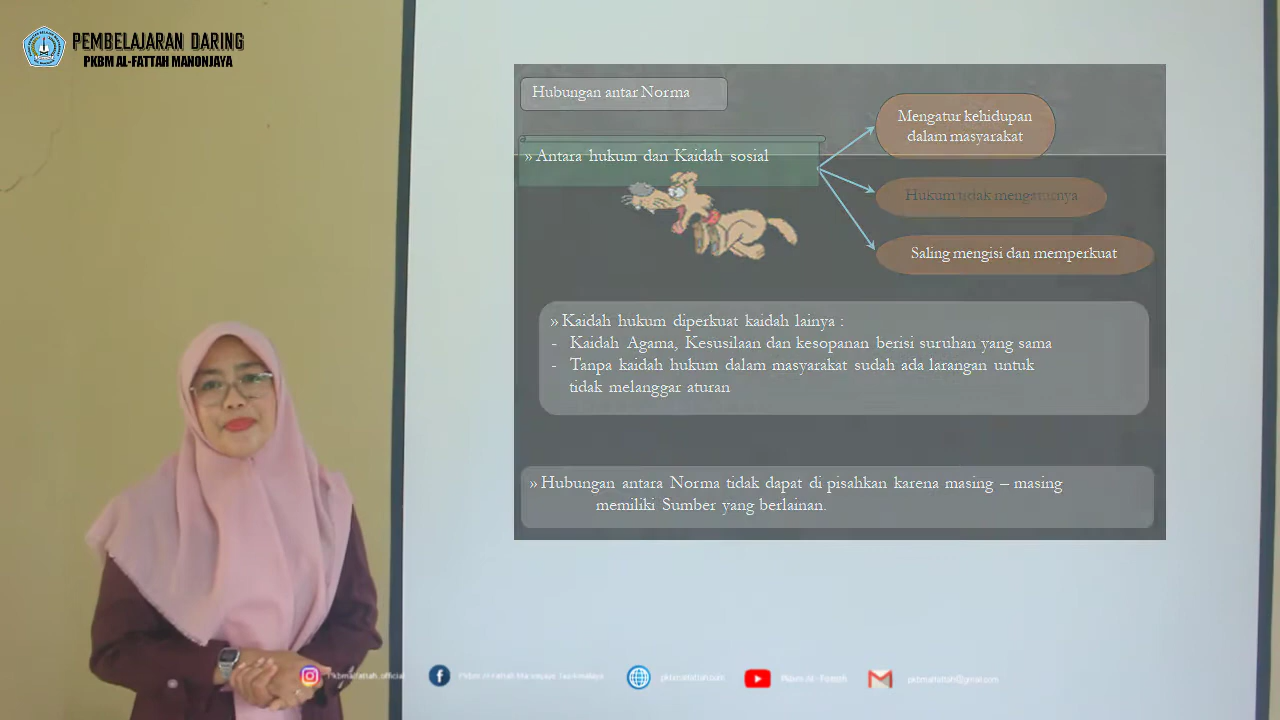 PEMBELAJARAN DARING
PKBM AL-FATTAH MANONJAYA
Hubungan antar Norma
» Antara hukum dan Kaidah sosial
Mengatur kehidupan
dalam masyarakat
Hukum tidak mengaturnya
Saling mengisi dan memperkuat
» Kaidah hukum diperkuat kaidah lainya :
- Kaidah Agama, Kesusilaan dan kesopanan berisi suruhan yang sama
- Tanpa kaidah hukum dalam masyarakat sudah ada larangan untuk
tidak melanggar aturan
» Hubungan antara Norma tidak dapat di pisahkan karena masing – masing
memiliki Sumber yang berlainan.